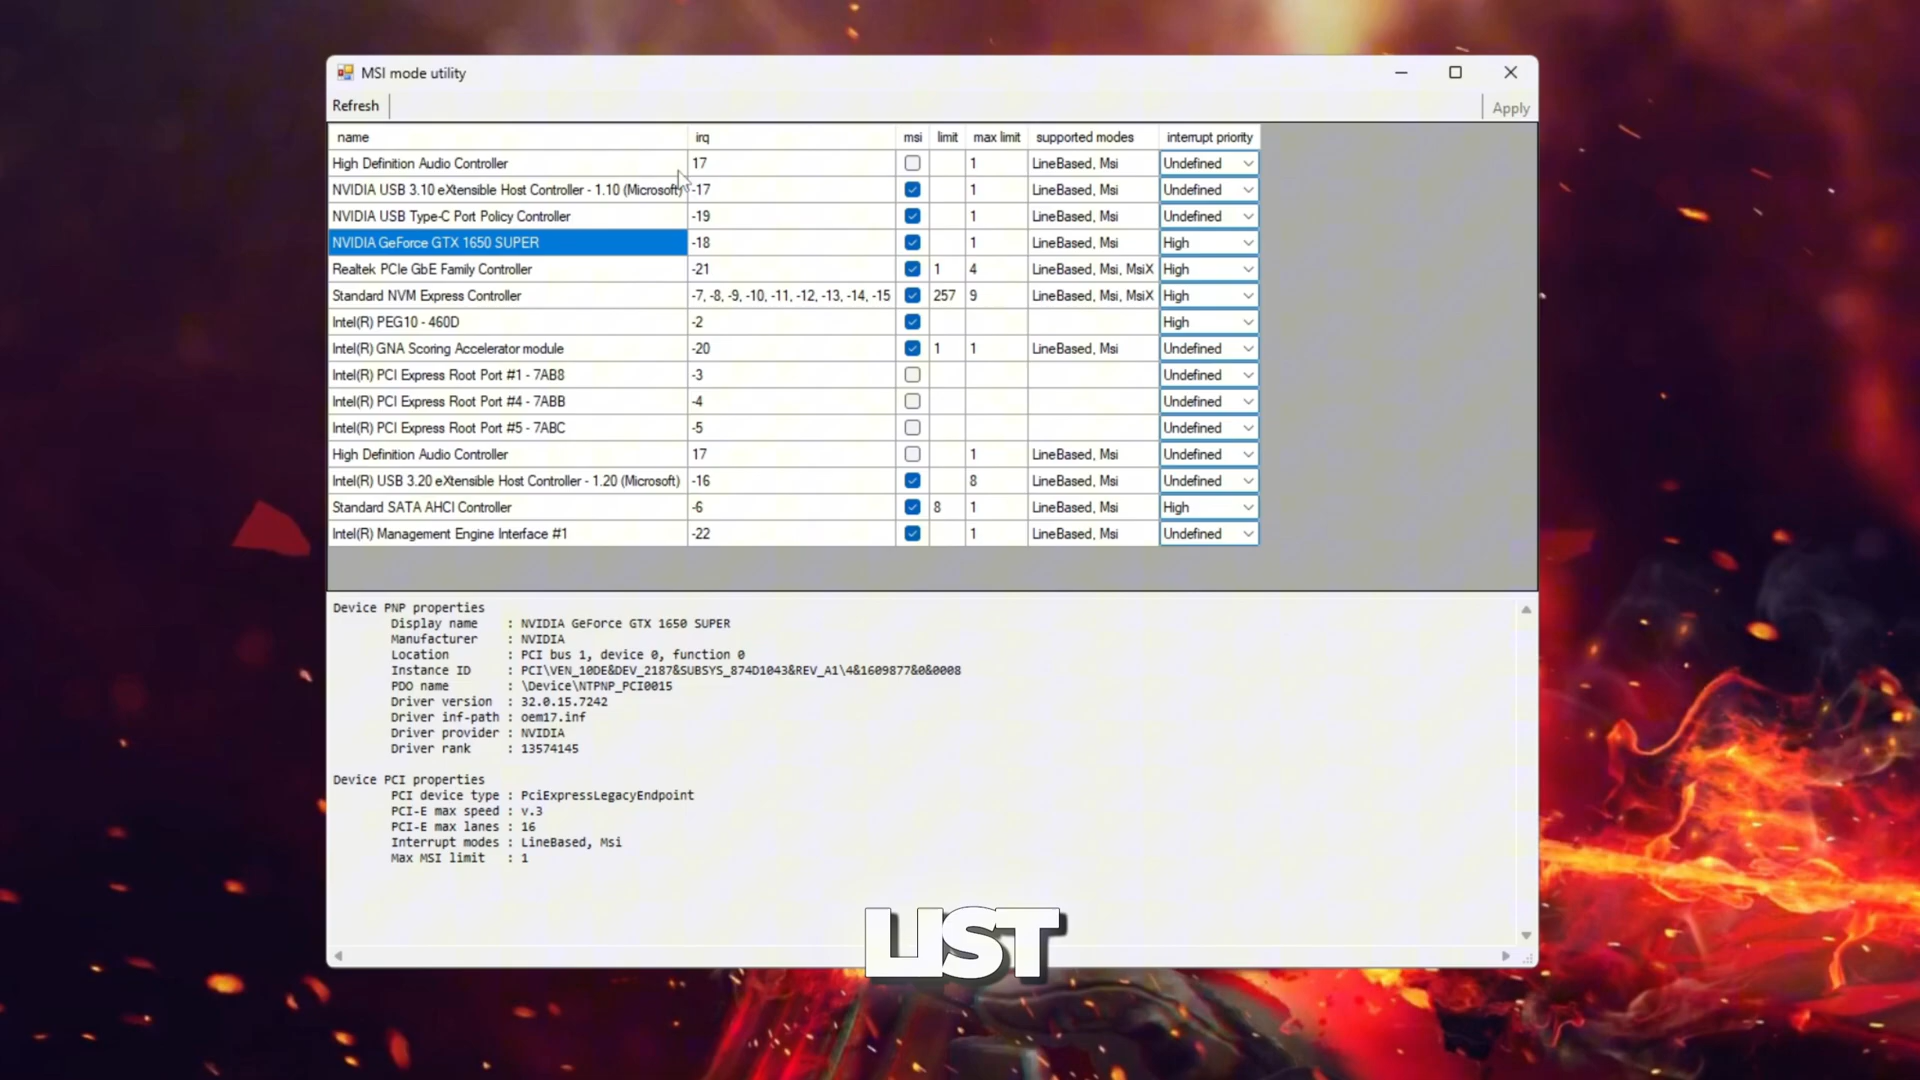 MSI mode utility
Refresh
Apply
name irq msi limit max limit supported modes interrupt priority
High Definition Audio Controller 17 1 LineBased, Msi Undefined
NVIDIA USB 3.10 eXtensible Host Controller - 1.10 (Microsoft) -17 1 LineBased, Msi Undefined
NVIDIA USB Type-C Port Policy Controller -19 1 LineBased, Msi Undefined
NVIDIA GeForce GTX 1650 SUPER -18 1 LineBased, Msi High
Realtek PCIe GbE Family Controller -21 1 4 LineBased, Msi, MsiX High
Standard NVM Express Controller -7, -8, -9, -10, -11, -12, -13, -14, -15 257 9 LineBased, Msi, MsiX High
Intel(R) PEG10 - 460D -2 High
Intel(R) GNA Scoring Accelerator module -20 1 1 LineBased, Msi Undefined
Intel(R) PCI Express Root Port #1 - 7AB8 -3 Undefined
Intel(R) PCI Express Root Port #4 - 7ABB -4 Undefined
Intel(R) PCI Express Root Port #5 - 7ABC -5 Undefined
High Definition Audio Controller 17 1 LineBased, Msi Undefined
Intel(R) USB 3.20 eXtensible Host Controller - 1.20 (Microsoft) -16 8 LineBased, Msi Undefined
Standard SATA AHCI Controller -6 8 1 LineBased, Msi High
Intel(R) Management Engine Interface #1 -22 1 LineBased, Msi Undefined
Device PNP properties
Display name : NVIDIA GeForce GTX 1650 SUPER
Manufacturer : NVIDIA
Location : PCI bus 1, device 0, function 0
Instance ID : PCI\VEN_10DE&DEV_2187&SUBSYS_874D1043&REV_A1\4&1609877&0&0008
PDO name : \Device\NTPNP_PCI0015
Driver version : 32.0.15.7242
Driver inf-path : oem17.inf
Driver provider : NVIDIA
Driver rank : 13574145
Device PCI properties
PCI device type : PciExpressLegacyEndpoint
PCI-E max speed : v.3
PCI-E max lanes : 16
Interrupt modes : LineBased, Msi
Max MSI limit : 1
LIST